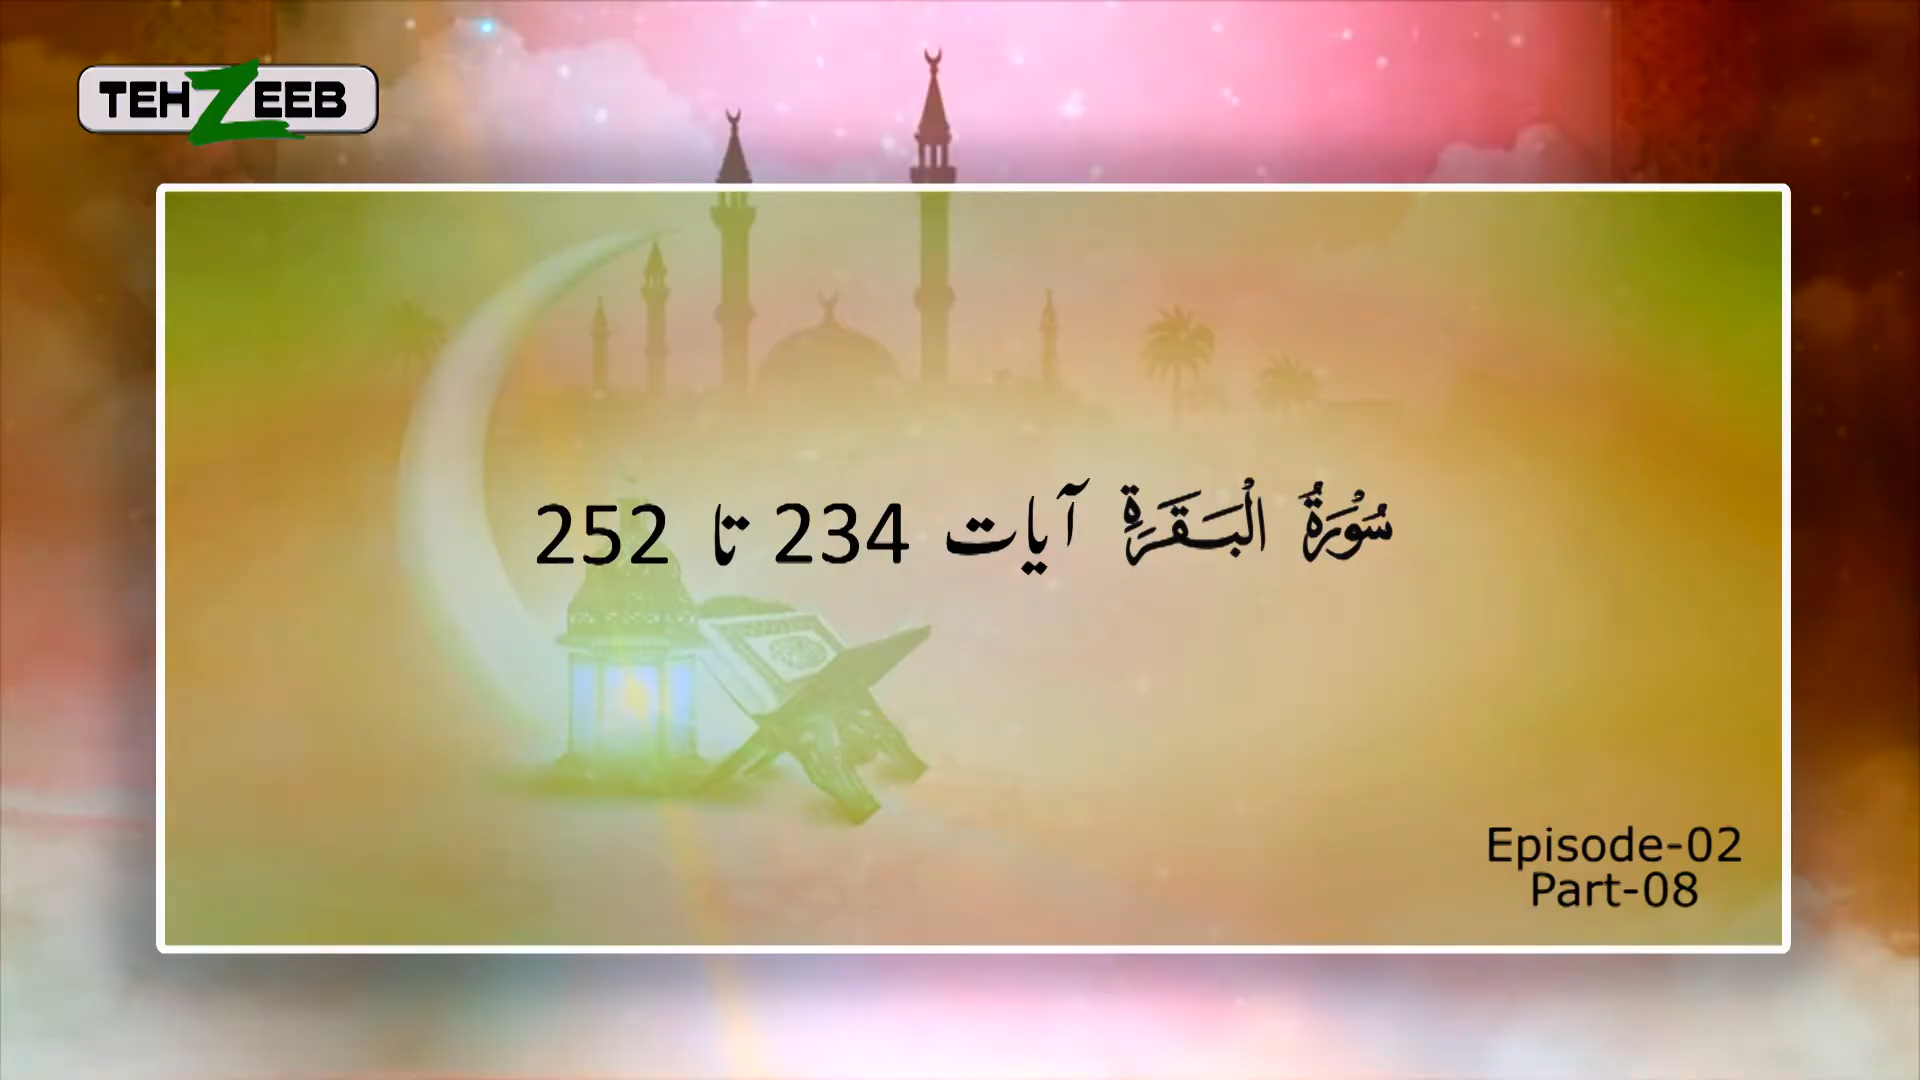 TEHZEEB
سُوْرَةُ الْبَقَرَةِ آیات 234 تا 252
Episode-02
Part-08